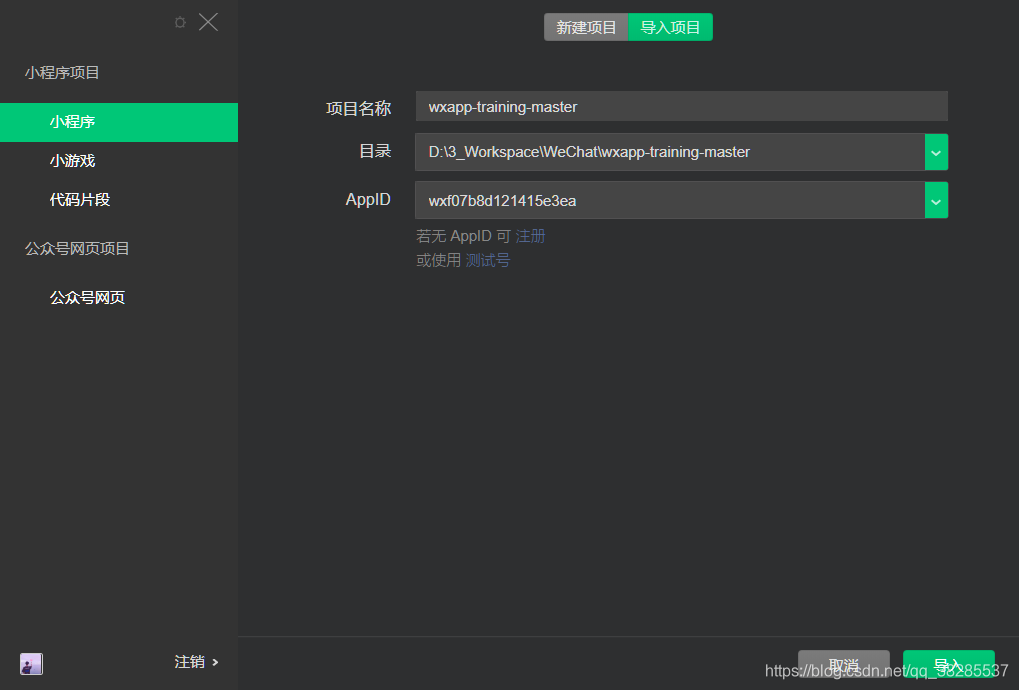 小程序项目
小程序
小游戏
代码片段
公众号网页项目
公众号网页
注销
新建项目 导入项目
项目名称 wxapp-training-master
目录 D:\3_Workspace\WeChat\wxapp-training-master
AppID wxf07b8d121415e3ea
若无 AppID 可 注册
或使用 测试号
取消 导入
https://blog.csdn.net/qq_38285537